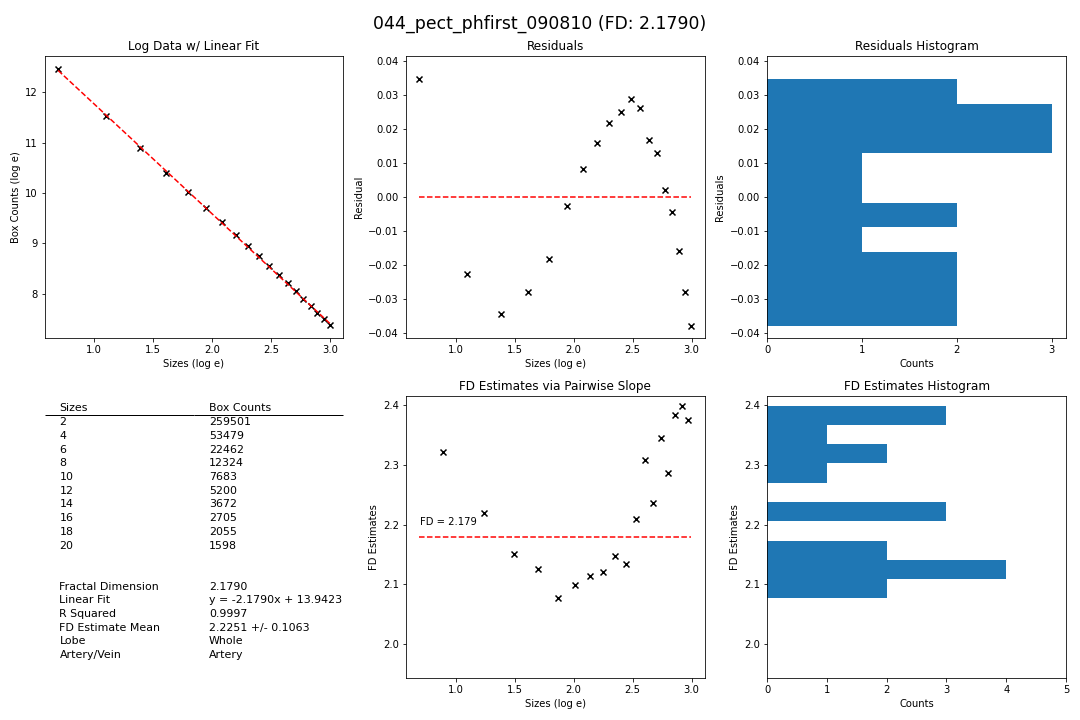 044_pect_phfirst_090810 (FD: 2.1790)
Log Data w/ Linear Fit
Box Counts (log e)
12
11
10
9
8
1.0 1.5 2.0 2.5 3.0
Sizes (log e)
Residuals
Residual
0.04
0.03
0.02
0.01
0.00
−0.01
−0.02
−0.03
−0.04
1.0 1.5 2.0 2.5 3.0
Sizes (log e)
Residuals Histogram
Residuals
0.04
0.03
0.02
0.01
0.00
−0.01
−0.02
−0.03
−0.04
0 1 2 3
Counts
Sizes Box Counts
2 259501
4 53479
6 22462
8 12324
10 7683
12 5200
14 3672
16 2705
18 2055
20 1598
Fractal Dimension 2.1790
Linear Fit y = -2.1790x + 13.9423
R Squared 0.9997
FD Estimate Mean 2.2251 +/- 0.1063
Lobe Whole
Artery/Vein Artery
FD Estimates via Pairwise Slope
FD Estimates
2.4
2.3
2.2
2.1
2.0
FD = 2.179
1.0 1.5 2.0 2.5 3.0
Sizes (log e)
FD Estimates Histogram
FD Estimates
2.4
2.3
2.2
2.1
2.0
0 1 2 3 4 5
Counts